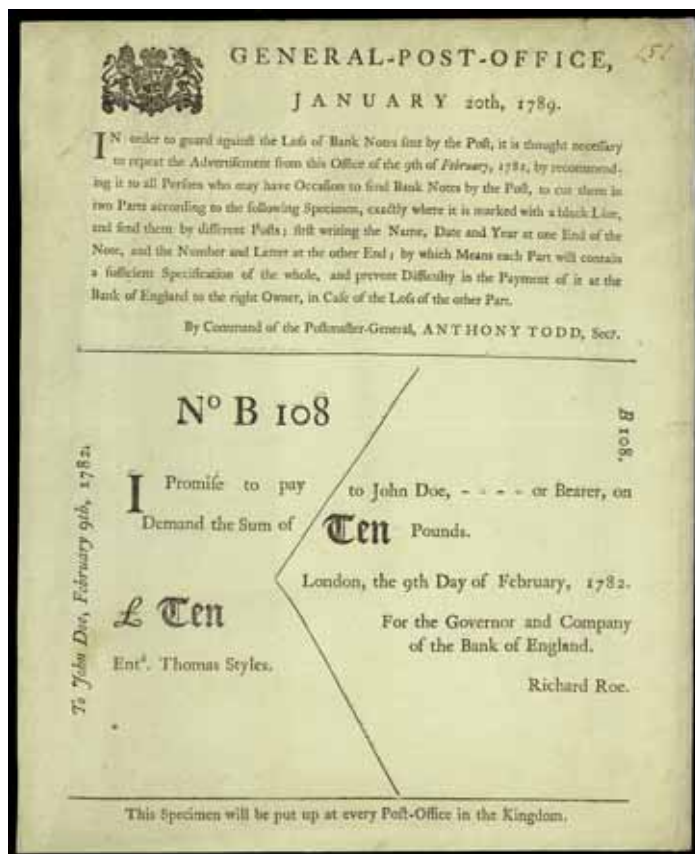 GENERAL-POST-OFFICE,
151
JANUARY 20th, 1789.
IN order to guard againſt the Loſs of Bank Notes ſent by the Poſt, it is thought neceſſary
to repeat the Advertiſement from this Office of the 9th of February, 1782, by recommend-
ing it to all Perſons who may have Occaſion to ſend Bank Notes by the Poſt, to cut them in
two Parts according to the following Specimen, exactly where it is marked with a black Line,
and ſend them by different Poſts; firſt writing the Name, Date and Year at one End of the
Note, and the Number and Letter at the other End; by which Means each Part will contain
a ſufficient Specification of the whole, and prevent Difficulty in the Payment of it at the
Bank of England to the right Owner, in Caſe of the Loſs of the other Part.
By Command of the Poſtmaſter-General, ANTHONY TODD, Secy.
To John Doe, February 9th, 1782.
No B 108
B 108.
I Promiſe to pay to John Doe, - - - - or Bearer, on
Demand the Sum of Ten Pounds.
London, the 9th Day of February, 1782.
£ Ten
For the Governor and Company
of the Bank of England.
Entd. Thomas Styles.
Richard Roe.
This Specimen will be put up at every Poſt-Office in the Kingdom.